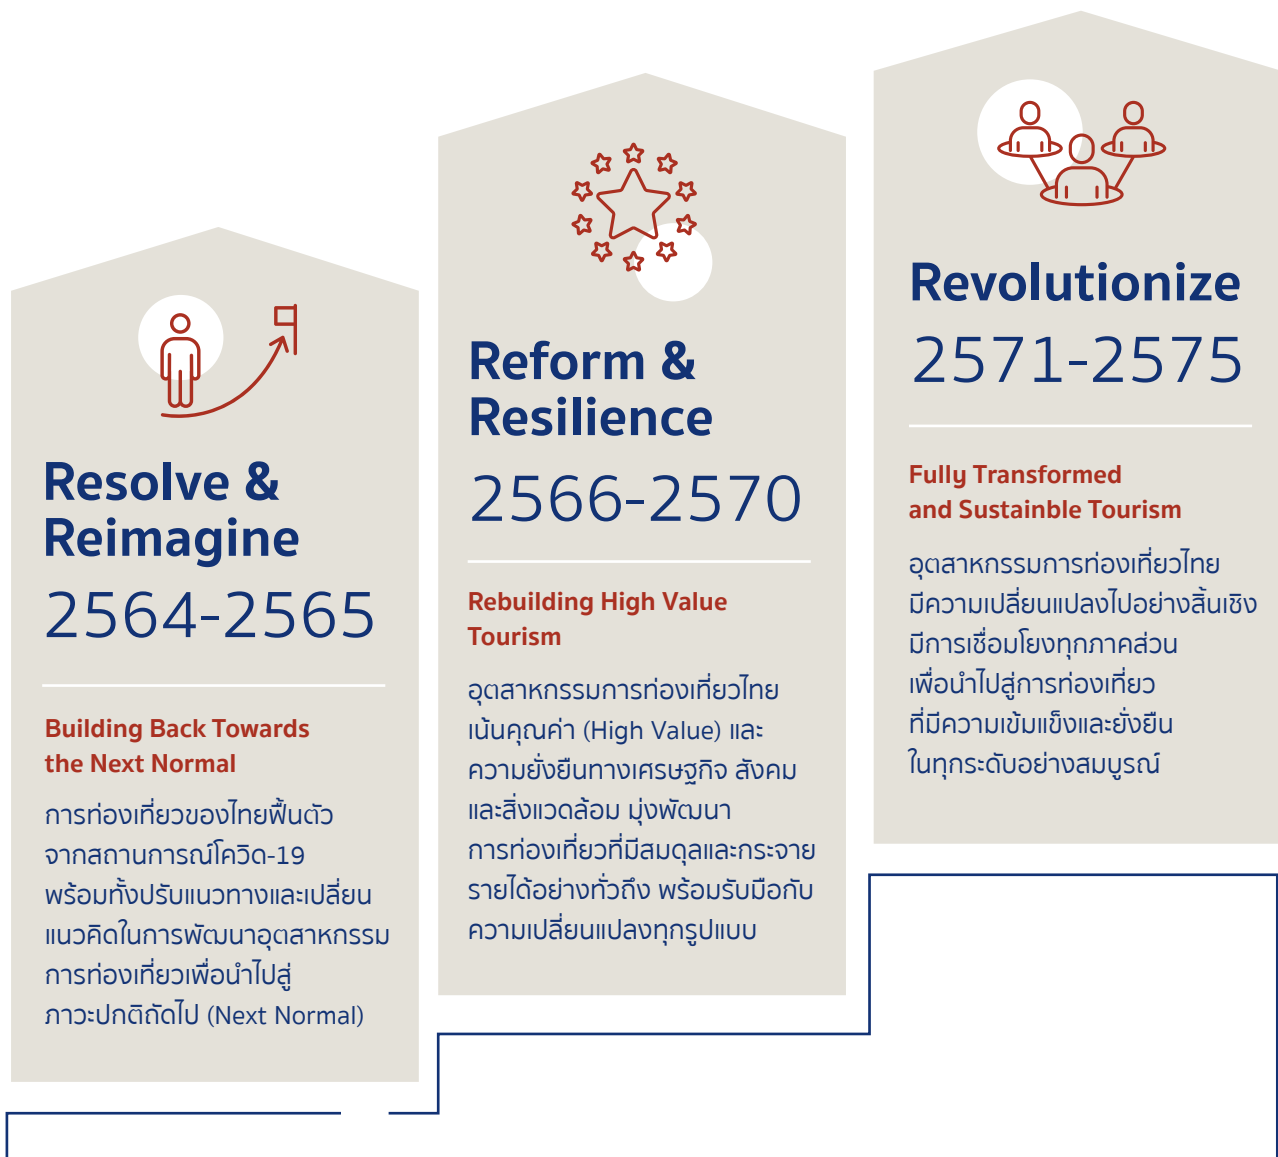 Resolve &
Reimagine
2564-2565
Building Back Towards
the Next Normal
การท่องเที่ยวของไทยฟื้นตัว
จากสถานการณ์โควิด-19
พร้อมทั้งปรับแนวทางและเปลี่ยน
แนวคิดในการพัฒนาอุตสาหกรรม
การท่องเที่ยวเพื่อนำไปสู่
ภาวะปกติถัดไป (Next Normal)
Reform &
Resilience
2566-2570
Rebuilding High Value
Tourism
อุตสาหกรรมการท่องเที่ยวไทย
เน้นคุณค่า (High Value) และ
ความยั่งยืนทางเศรษฐกิจ สังคม
และสิ่งแวดล้อม มุ่งพัฒนา
การท่องเที่ยวที่มีสมดุลและกระจาย
รายได้อย่างทั่วถึง พร้อมรับมือกับ
ความเปลี่ยนแปลงทุกรูปแบบ
Revolutionize
2571-2575
Fully Transformed
and Sustainble Tourism
อุตสาหกรรมการท่องเที่ยวไทย
มีความเปลี่ยนแปลงไปอย่างสิ้นเชิง
มีการเชื่อมโยงทุกภาคส่วน
เพื่อนำไปสู่การท่องเที่ยว
ที่มีความเข้มแข็งและยั่งยืน
ในทุกระดับอย่างสมบูรณ์